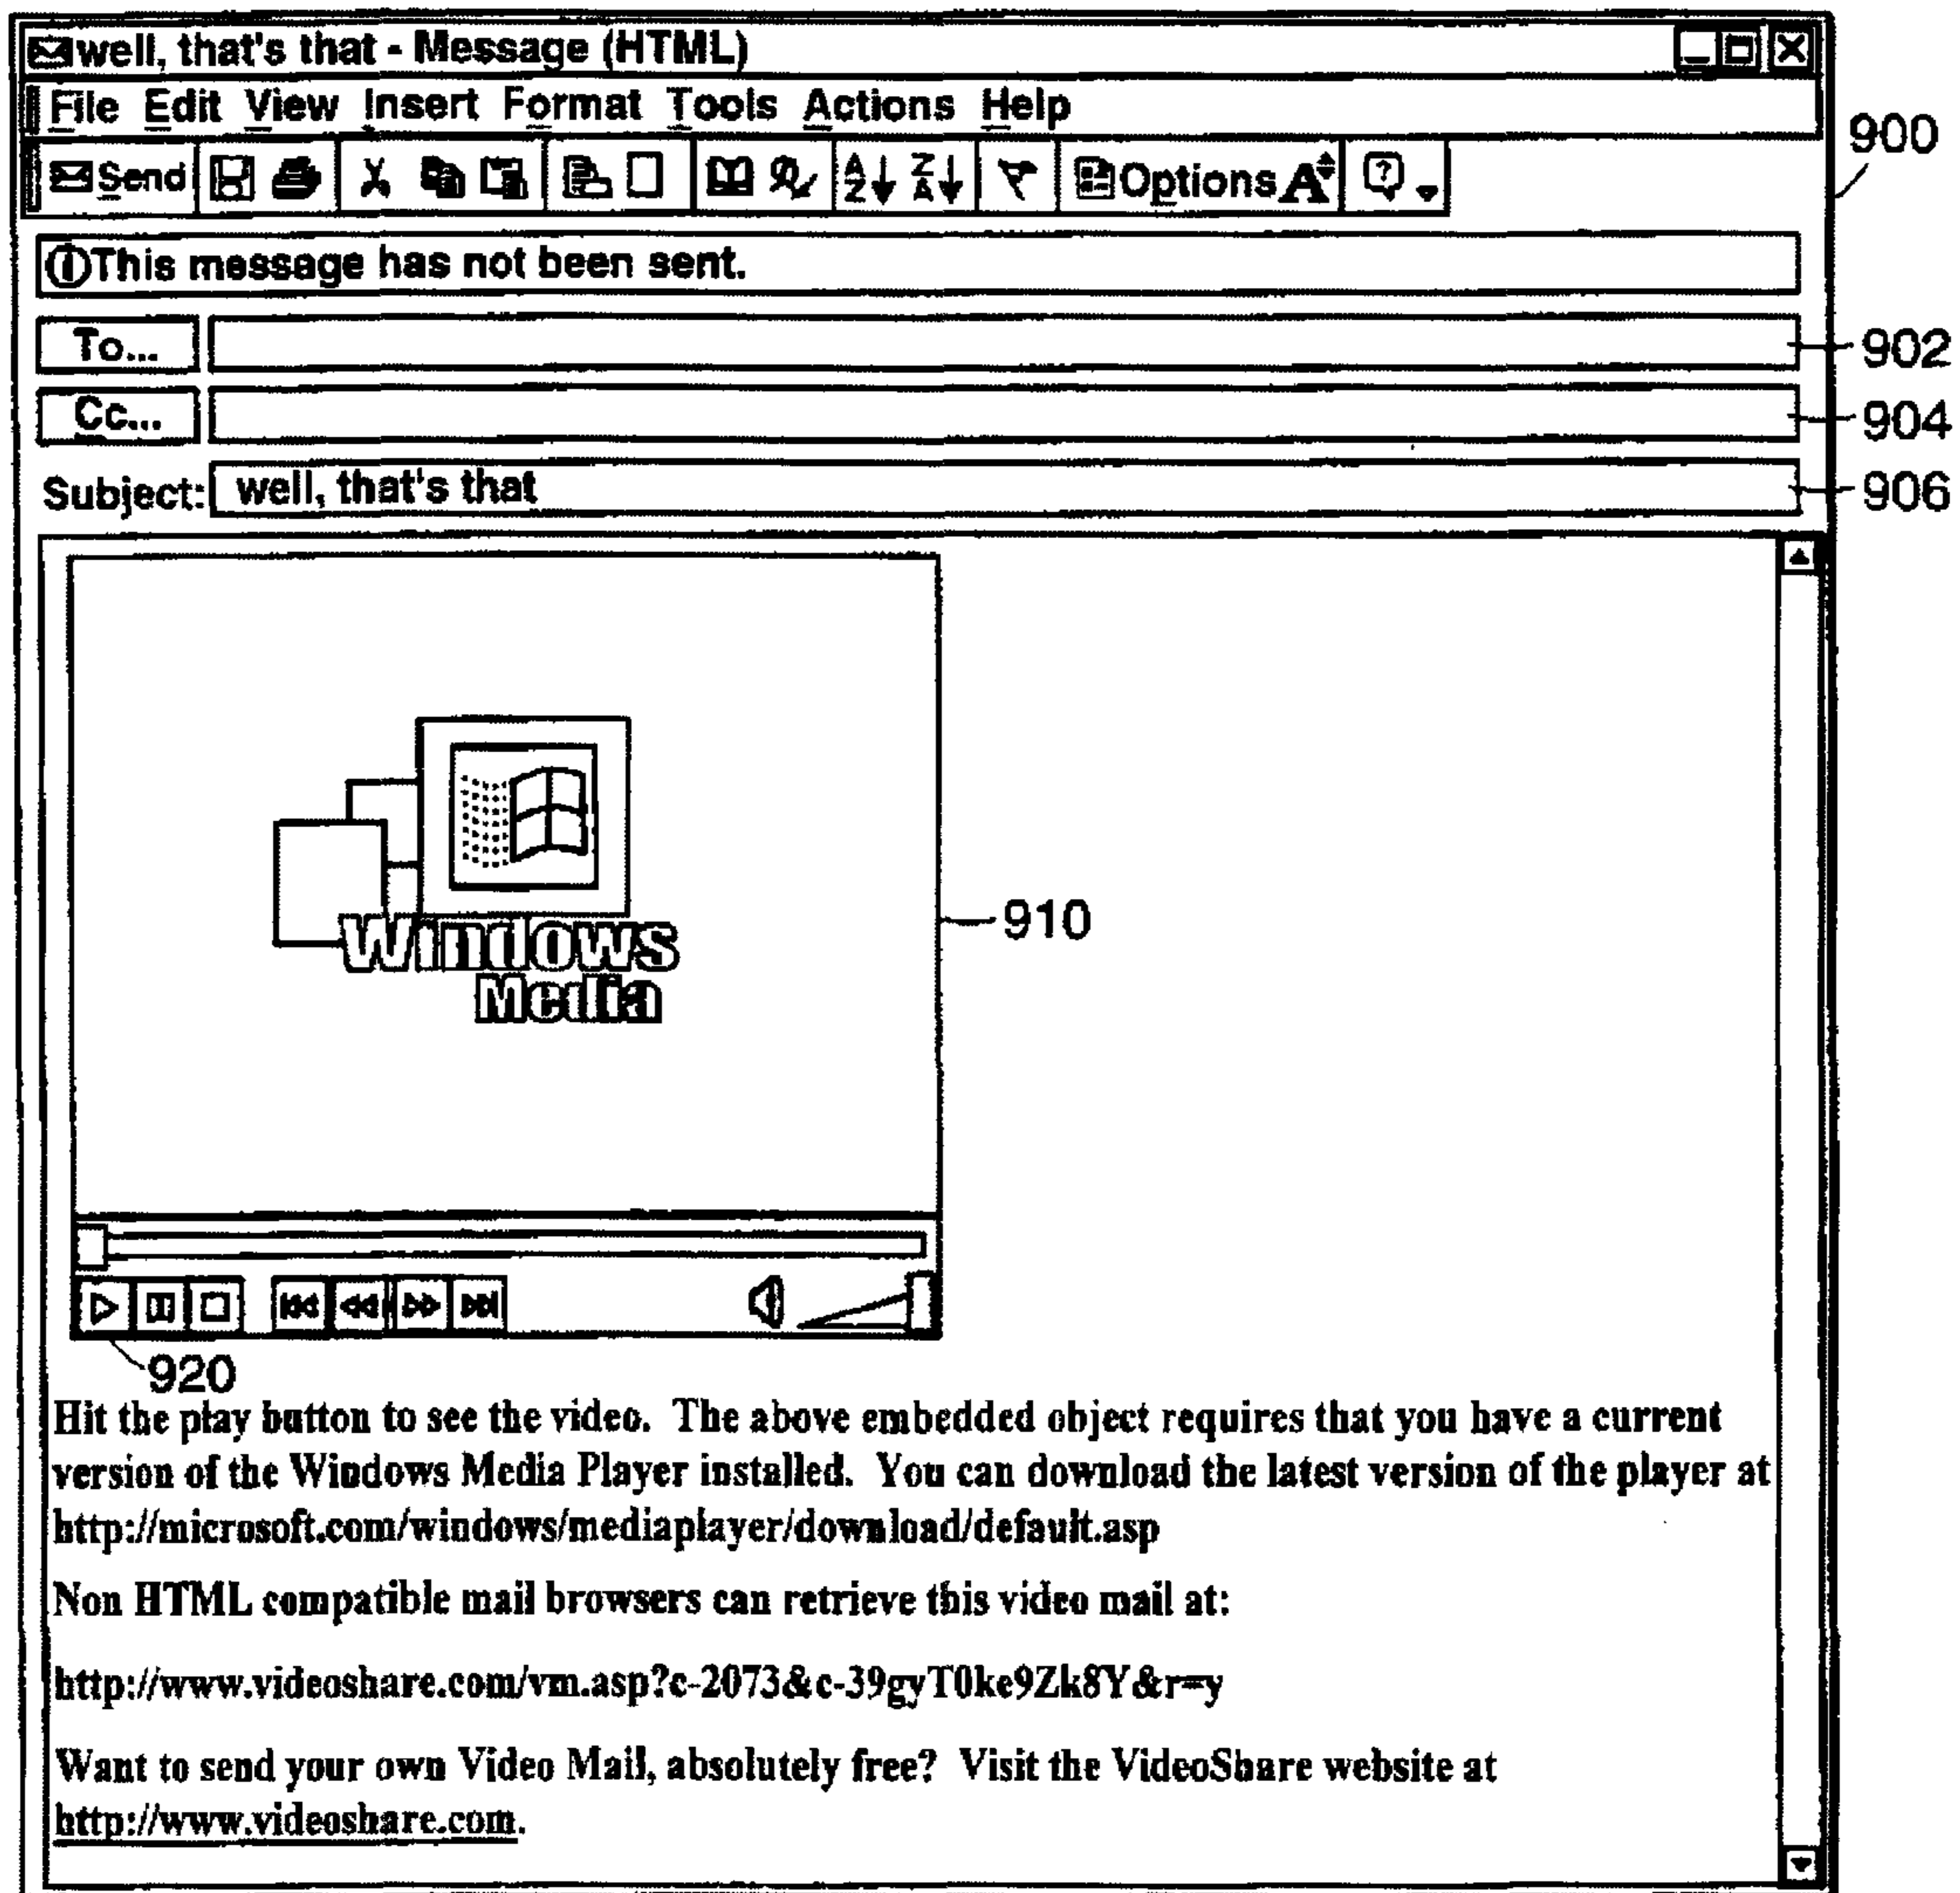 well, that's that - Message (HTML)
File Edit View Insert Format Tools Actions Help
900
Send A Z Z A Options A ?
This message has not been sent.
To... 902
Cc... 904
Subject: well, that's that 906
Windows
Media
910
920
Hit the play button to see the video. The above embedded object requires that you have a current
version of the Windows Media Player installed. You can download the latest version of the player at
http://microsoft.com/windows/mediaplayer/download/default.asp
Non HTML compatible mail browsers can retrieve this video mail at:
http://www.videoshare.com/vm.asp?c-2073&c-39gyT0ke9Zk8Y&r=y
Want to send your own Video Mail, absolutely free? Visit the VideoShare website at
http://www.videoshare.com.